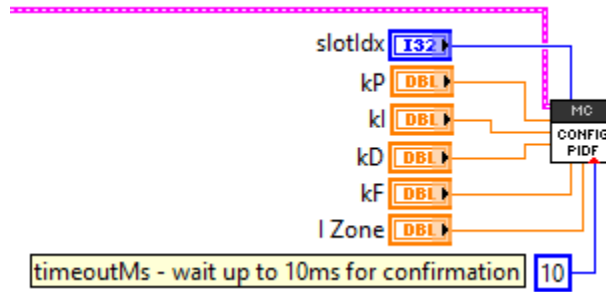 slotIdx I32
kP DBL
kI DBL
kD DBL
kF DBL
I Zone DBL
MC
CONFIG
PIDF
timeoutMs - wait up to 10ms for confirmation 10